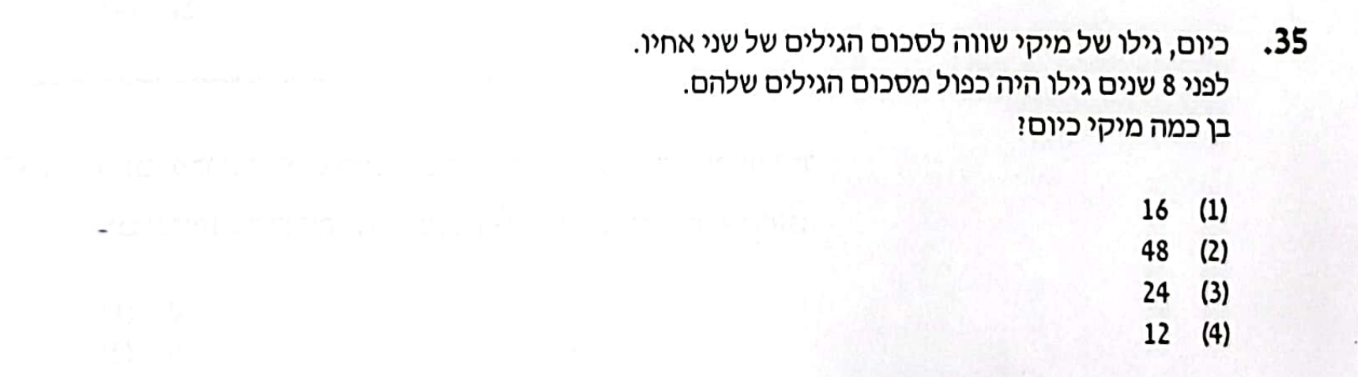 35. כיום, גילו של מיקי שווה לסכום הגילים של שני אחיו.
לפני 8 שנים גילו היה כפול מסכום הגילים שלהם.
בן כמה מיקי כיום?
(1) 16
(2) 48
(3) 24
(4) 12